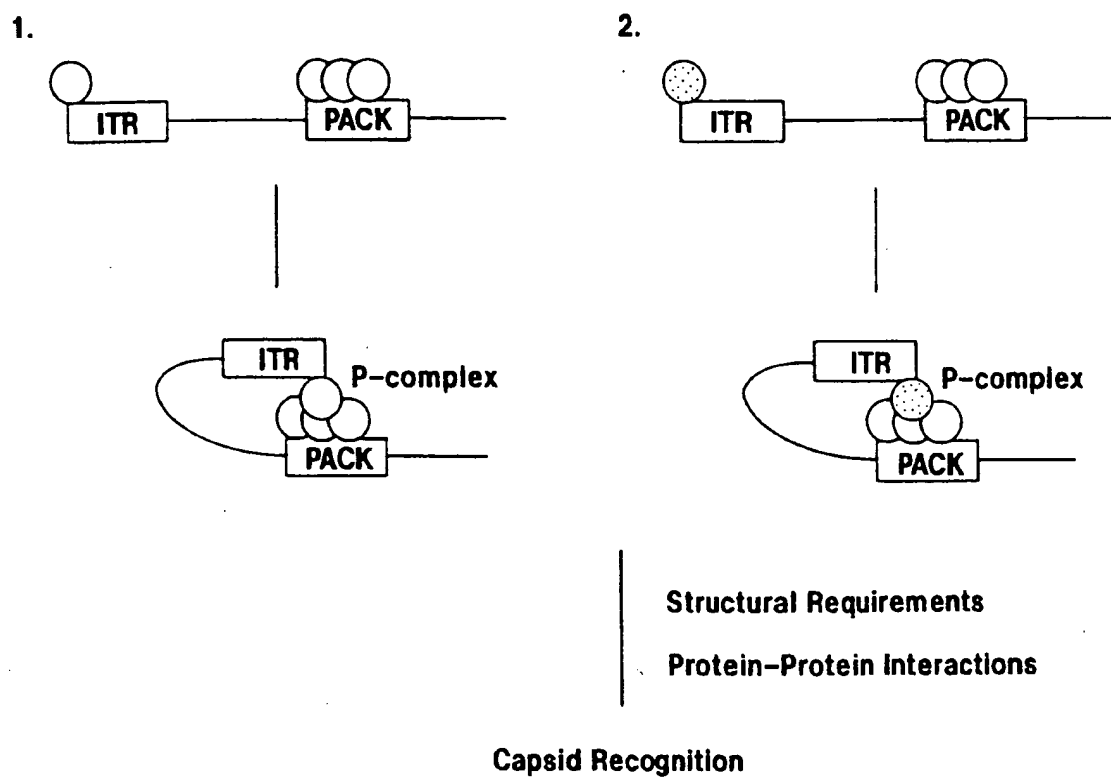 1.
2.
ITR
PACK
ITR
PACK
ITR
P-complex
PACK
ITR
P-complex
PACK
Structural Requirements
Protein-Protein Interactions
Capsid Recognition